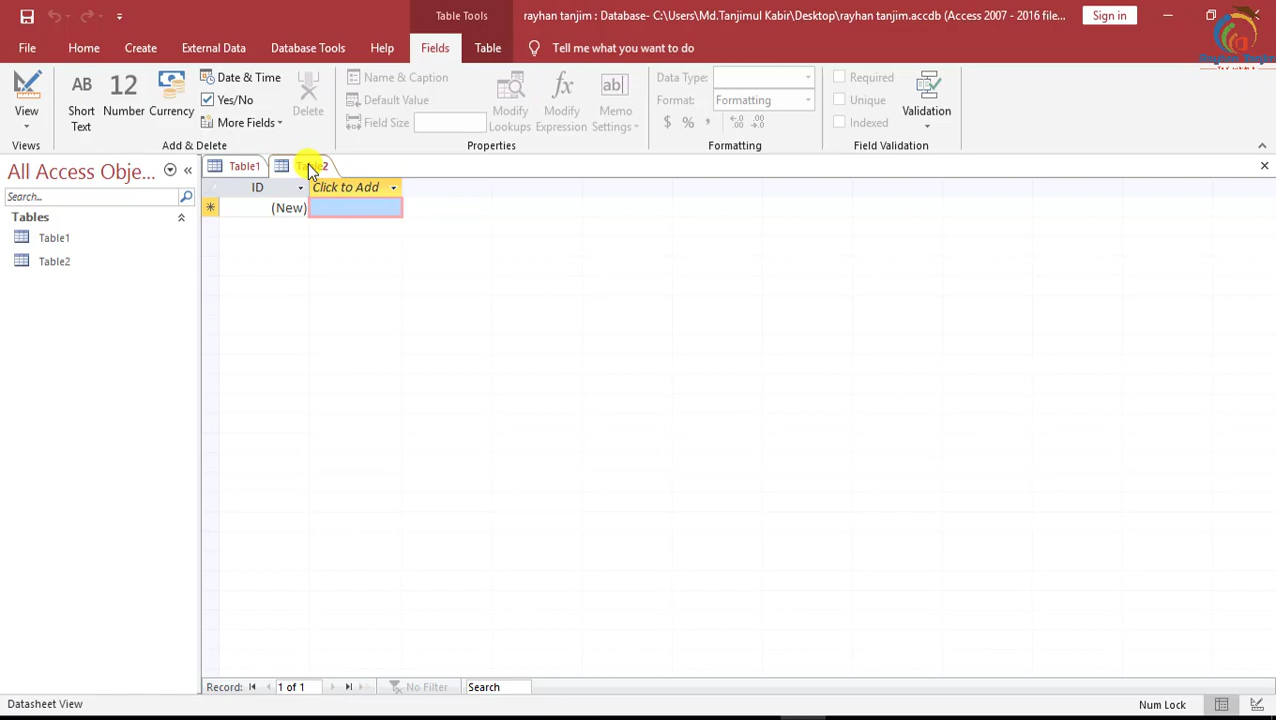 Table Tools
rayhan tanjim : Database- C:\Users\Md.Tanjimul Kabir\Desktop\rayhan tanjim.accdb (Access 2007 - 2016 file...
Sign in
File Home Create External Data Database Tools Help Fields Table Tell me what you want to do
View
Views
AB
Short
Text
12
Number
Currency
Date & Time
Yes/No
More Fields
Delete
Add & Delete
Name & Caption
Default Value
Field Size
Modify
Lookups
fx
Modify
Expression
ab
Memo
Settings
Properties
Data Type:
Format: Formatting
$ % ,
Formatting
Required
Unique
Indexed
Validation
Field Validation
All Access Obje...
Search...
Tables
Table1
Table2
Table1 Table2
ID Click to Add
(New)
Record: 1 of 1 No Filter Search
Datasheet View
Num Lock